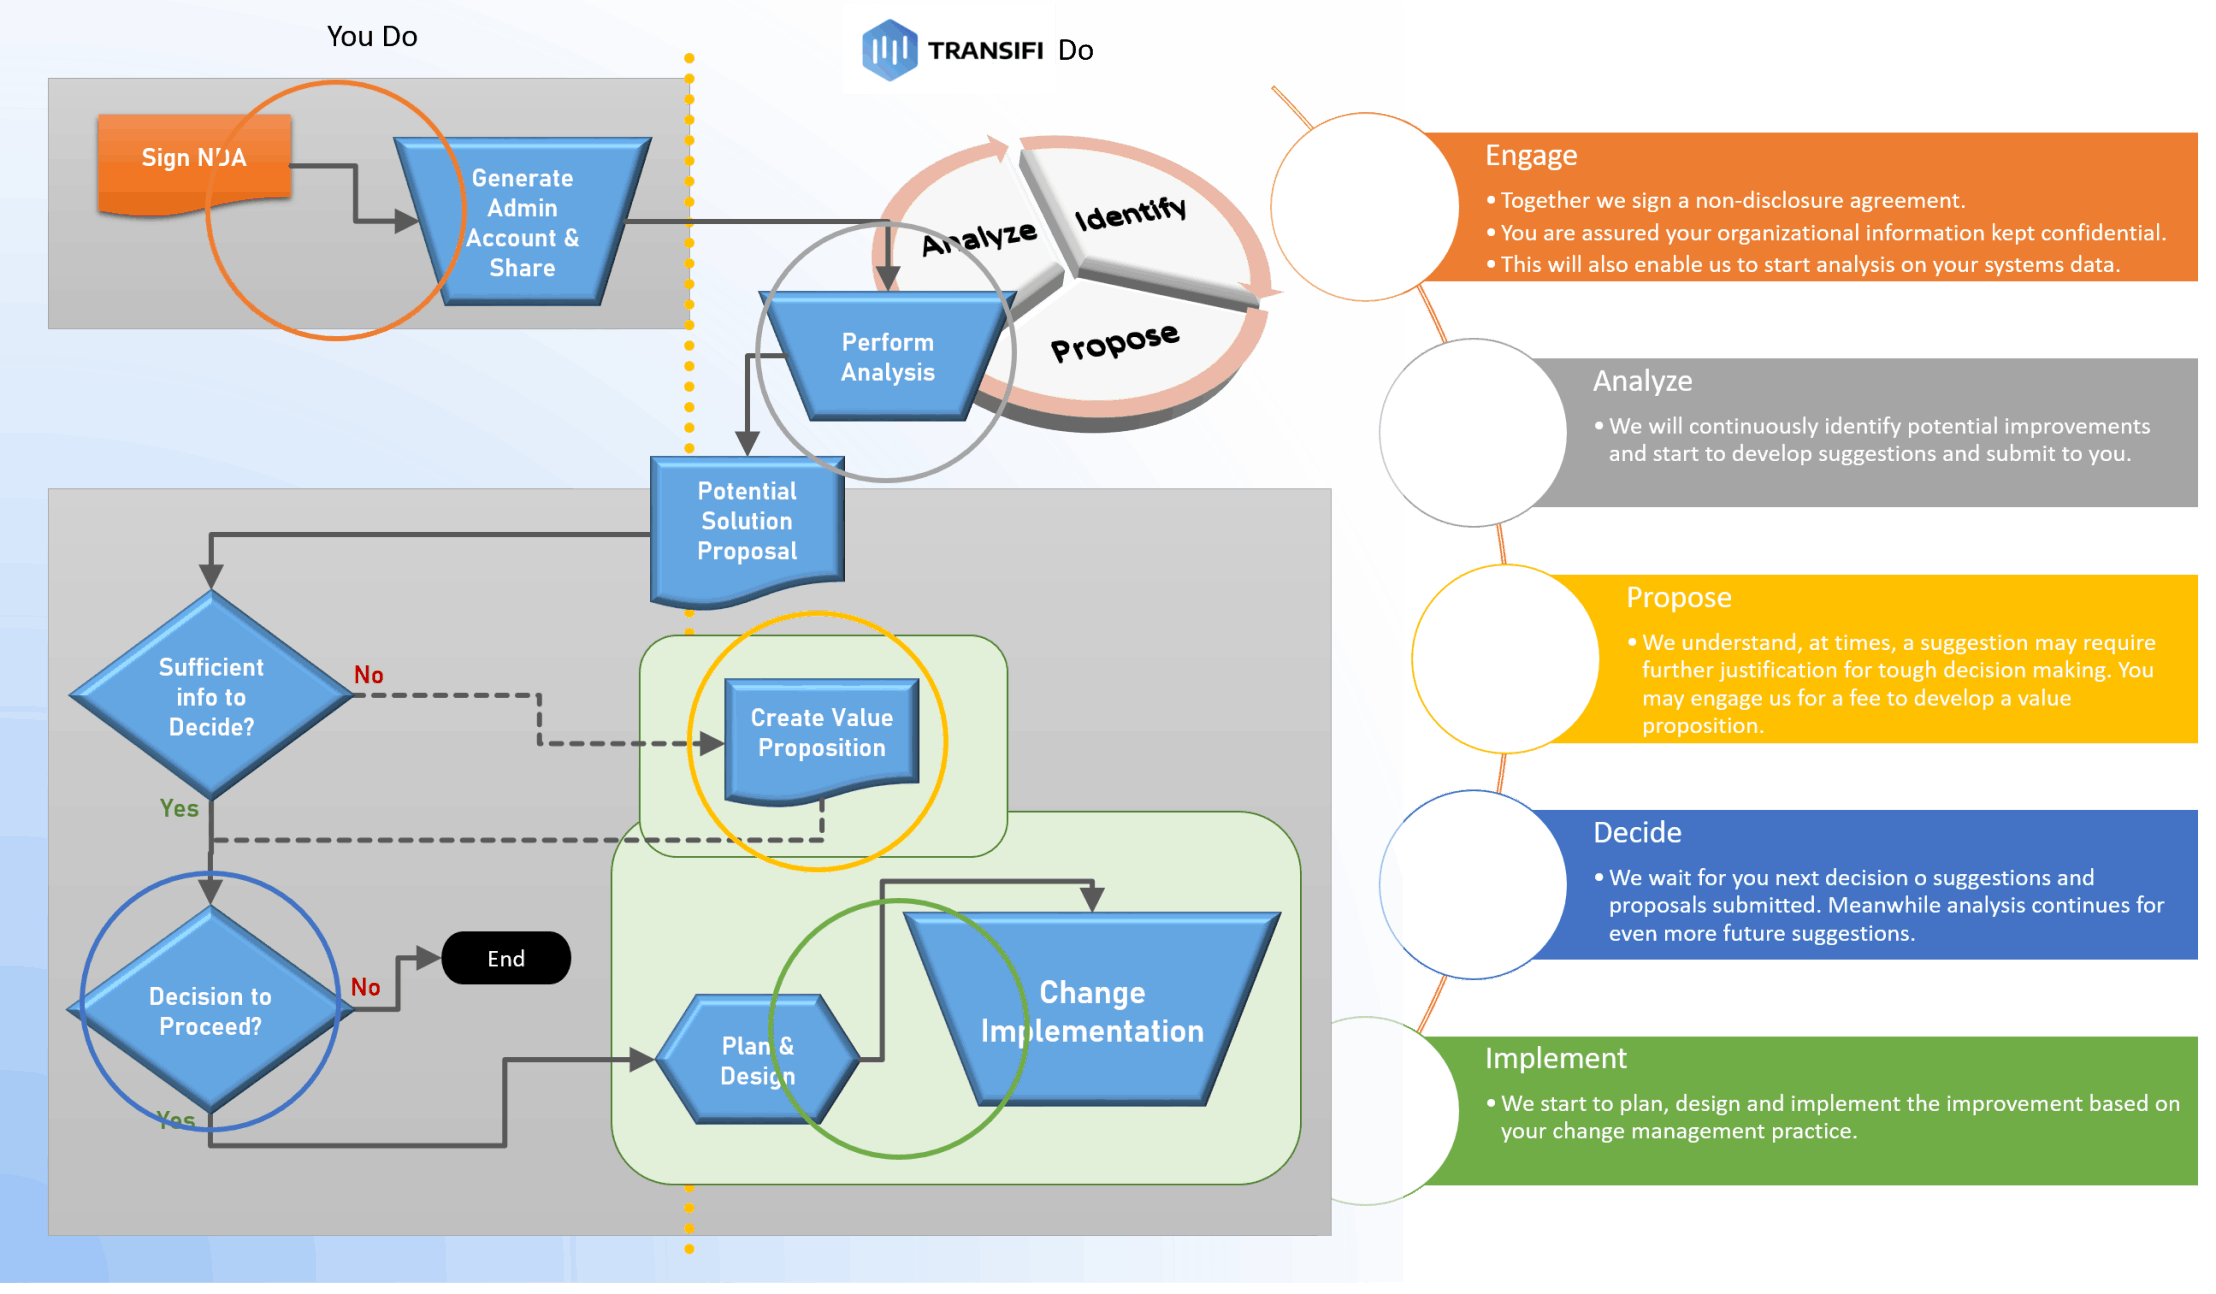 You Do
TRANSIFI Do
Sign NDA
Generate
Admin
Account &
Share
Analyze
Identify
Propose
Perform
Analysis
Potential
Solution
Proposal
Sufficient
info to
Decide?
No
Yes
Create Value
Proposition
Decision to
Proceed?
No
Yes
End
Plan &
Design
Change
Implementation
Engage
• Together we sign a non-disclosure agreement.
• You are assured your organizational information kept confidential.
• This will also enable us to start analysis on your systems data.
Analyze
• We will continuously identify potential improvements
and start to develop suggestions and submit to you.
Propose
• We understand, at times, a suggestion may require
further justification for tough decision making. You
may engage us for a fee to develop a value
proposition.
Decide
• We wait for you next decision o suggestions and
proposals submitted. Meanwhile analysis continues for
even more future suggestions.
Implement
• We start to plan, design and implement the improvement based on
your change management practice.